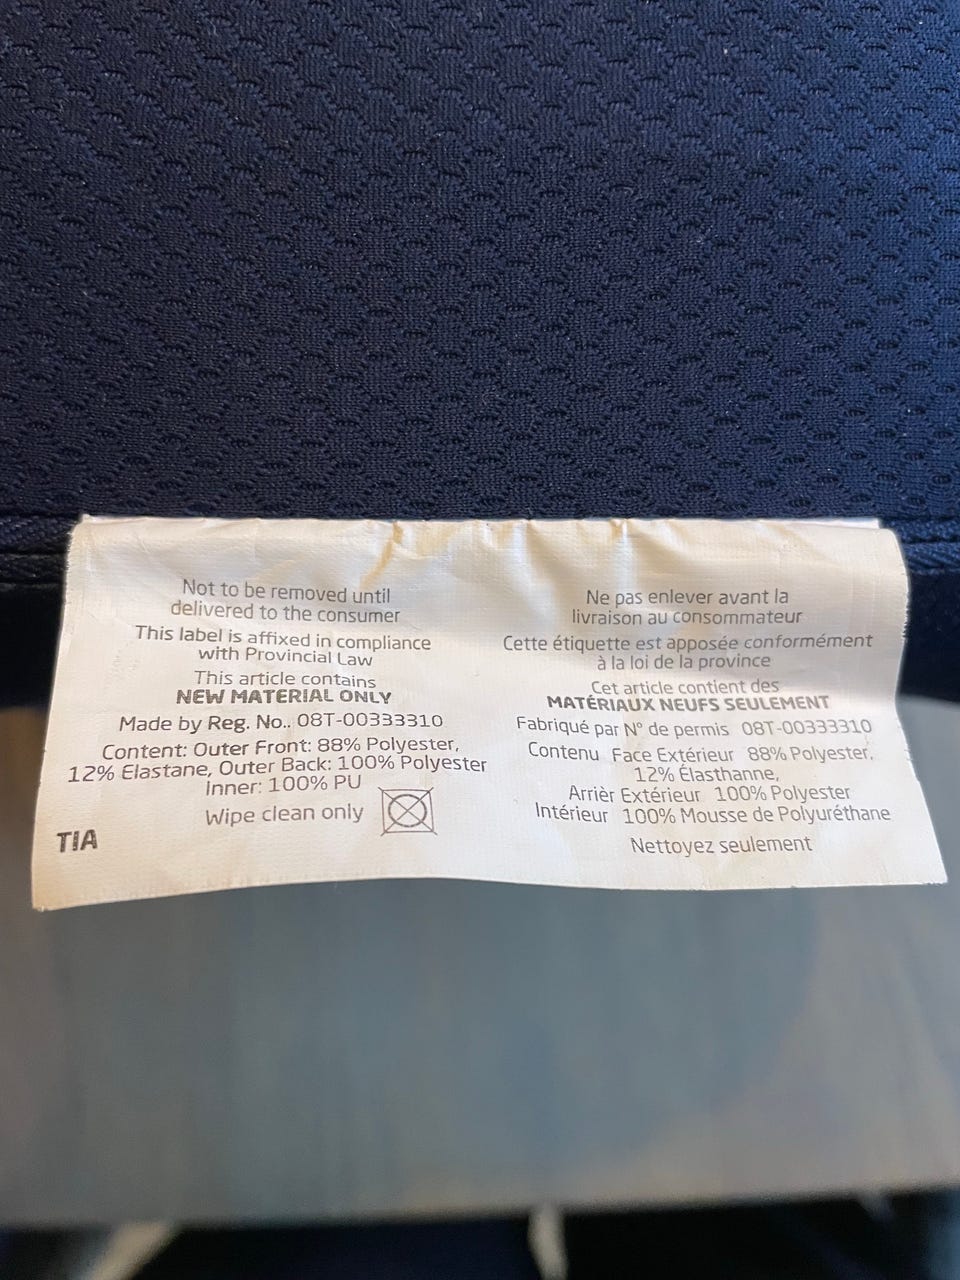 Not to be removed until
delivered to the consumer
This label is affixed in compliance
with Provincial Law
This article contains
NEW MATERIAL ONLY
Made by Reg. No.. 08T-00333310
Content: Outer Front: 88% Polyester,
12% Elastane, Outer Back: 100% Polyester
Inner: 100% PU
Wipe clean only
TIA
Ne pas enlever avant la
livraison au consommateur
Cette étiquette est apposée conformément
à la loi de la province
Cet article contient des
MATÉRIAUX NEUFS SEULEMENT
Fabriqué par N° de permis 08T-00333310
Contenu Face Extérieur 88% Polyester,
12% Élasthanne,
Arrièr Extérieur 100% Polyester
Intérieur 100% Mousse de Polyuréthane
Nettoyez seulement